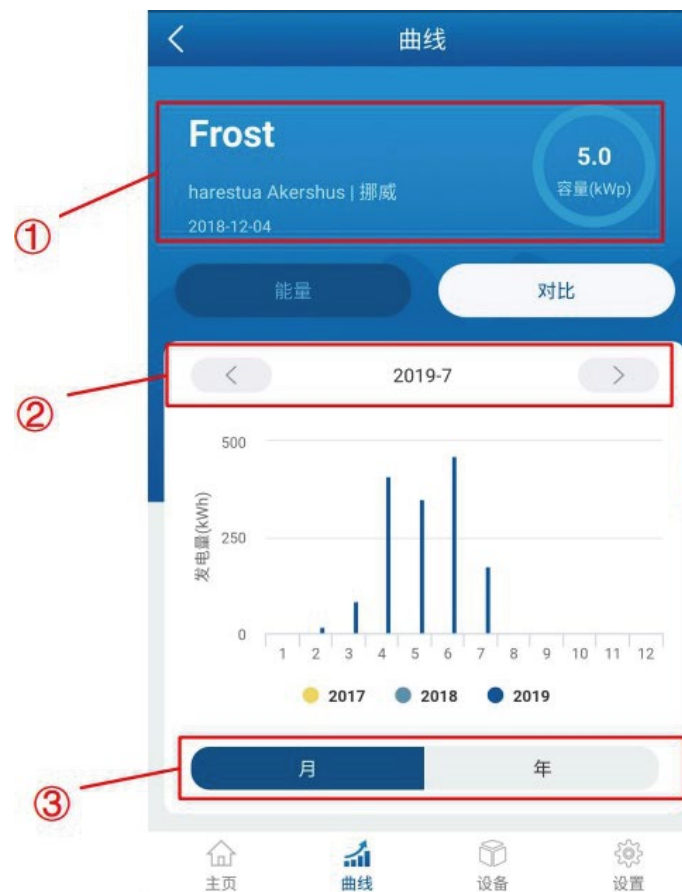 曲线
Frost
5.0
容量(kWp)
harestua Akershus | 挪威
2018-12-04
①
能量
对比
2019-7
②
500
250
0
发电量(kWh)
1 2 3 4 5 6 7 8 9 10 11 12
2017 2018 2019
月 年
③
主页 曲线 设备 设置